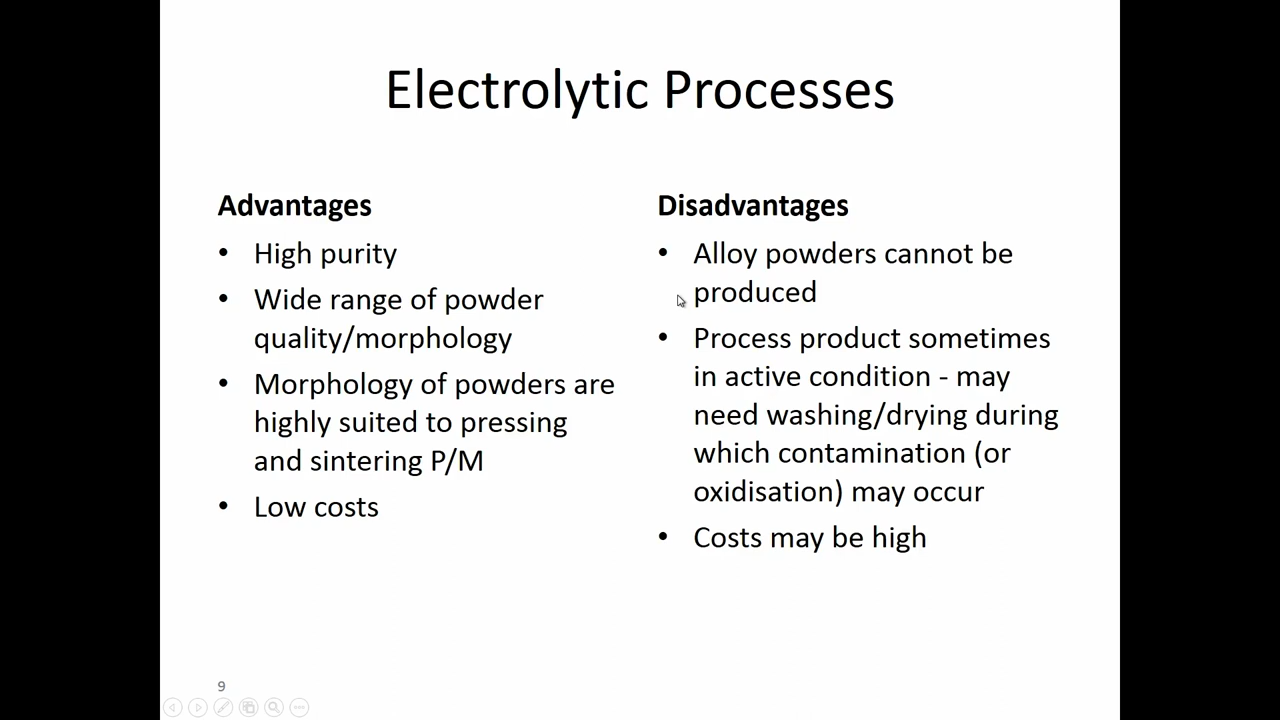 Electrolytic Processes
Advantages
• High purity
• Wide range of powder
quality/morphology
• Morphology of powders are
highly suited to pressing
and sintering P/M
• Low costs
Disadvantages
• Alloy powders cannot be
produced
• Process product sometimes
in active condition - may
need washing/drying during
which contamination (or
oxidisation) may occur
• Costs may be high
9